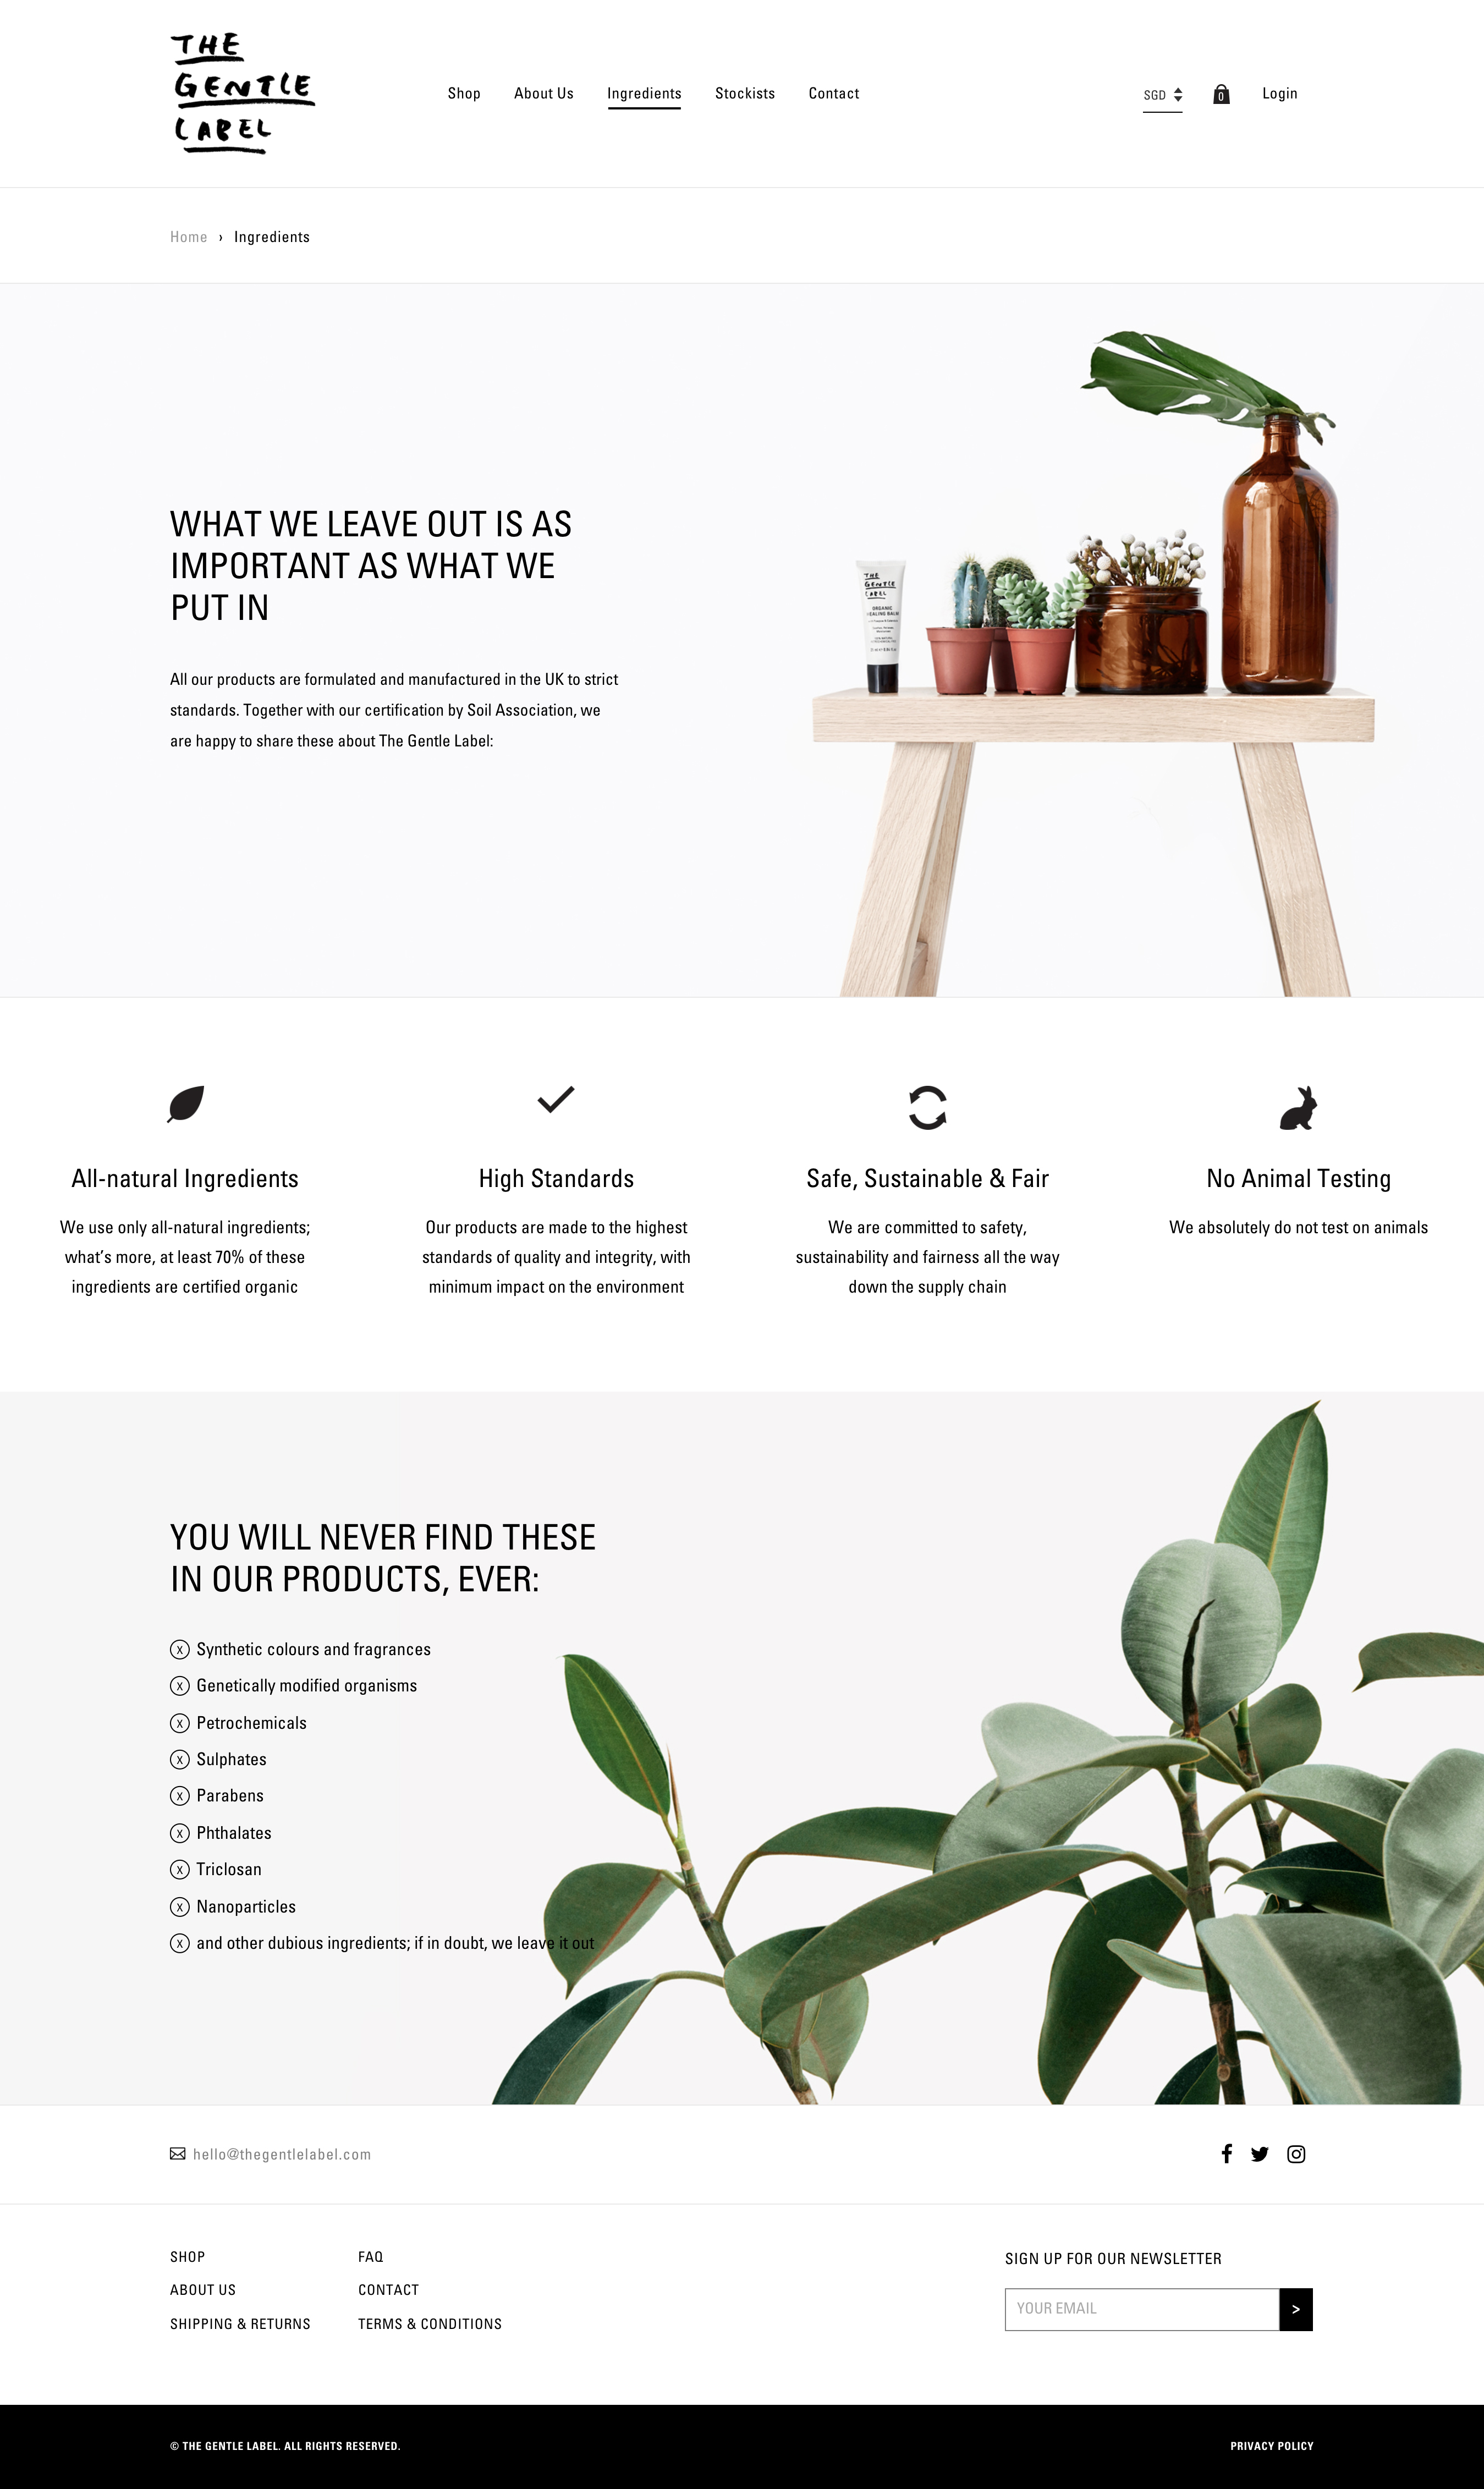 THE
GENTLE
LABEL
Shop About Us Ingredients Stockists Contact
SGD 0 Login
Home › Ingredients
WHAT WE LEAVE OUT IS AS
IMPORTANT AS WHAT WE
PUT IN
All our products are formulated and manufactured in the UK to strict
standards. Together with our certification by Soil Association, we
are happy to share these about The Gentle Label:
THE
GENTLE
LABEL
ORGANIC
HEALING BALM
All-natural Ingredients
We use only all-natural ingredients;
what's more, at least 70% of these
ingredients are certified organic
High Standards
Our products are made to the highest
standards of quality and integrity, with
minimum impact on the environment
Safe, Sustainable & Fair
We are committed to safety,
sustainability and fairness all the way
down the supply chain
No Animal Testing
We absolutely do not test on animals
YOU WILL NEVER FIND THESE
IN OUR PRODUCTS, EVER:
X Synthetic colours and fragrances
X Genetically modified organisms
X Petrochemicals
X Sulphates
X Parabens
X Phthalates
X Triclosan
X Nanoparticles
X and other dubious ingredients; if in doubt, we leave it out
hello@thegentlelabel.com
SHOP
ABOUT US
SHIPPING & RETURNS
FAQ
CONTACT
TERMS & CONDITIONS
SIGN UP FOR OUR NEWSLETTER
YOUR EMAIL >
© THE GENTLE LABEL. ALL RIGHTS RESERVED.
PRIVACY POLICY